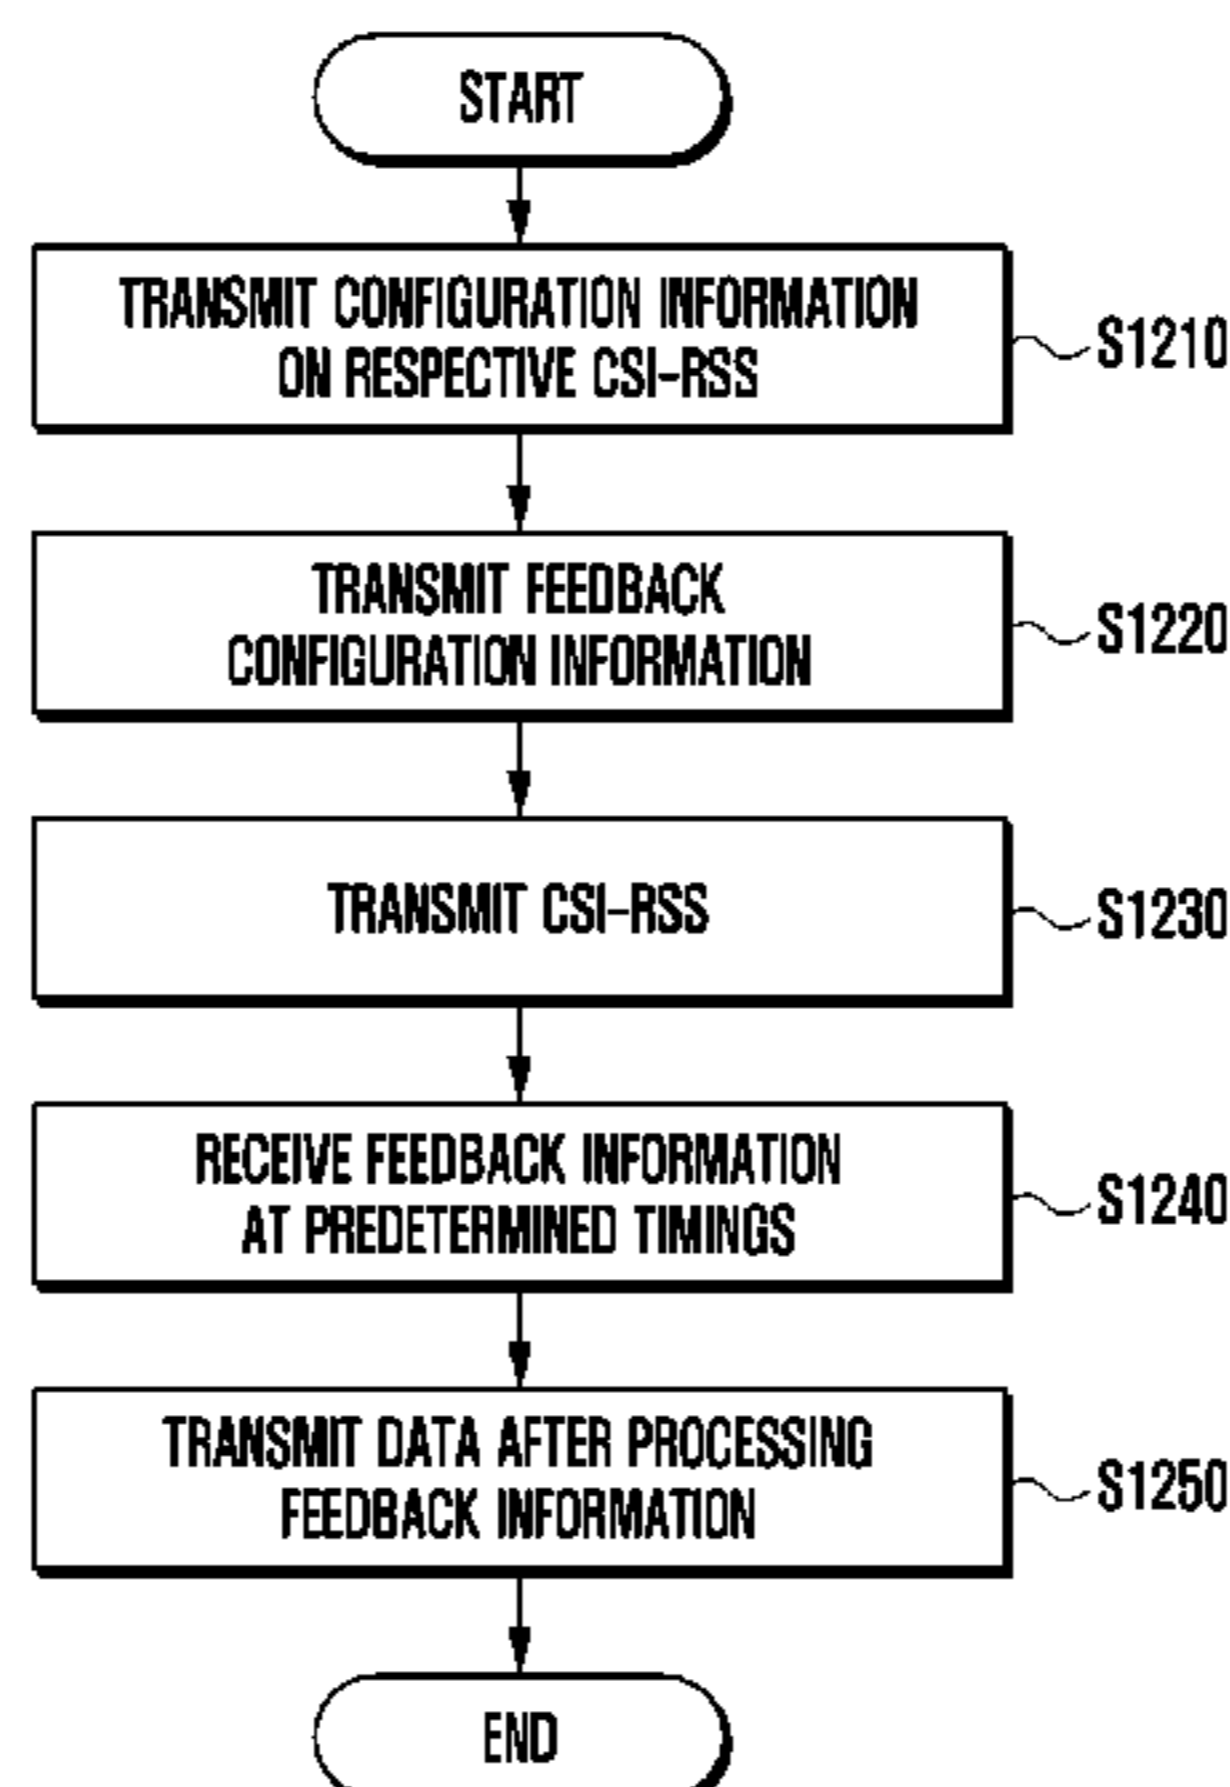 START
TRANSMIT CONFIGURATION INFORMATION
ON RESPECTIVE CSI-RSS
S1210
TRANSMIT FEEDBACK
CONFIGURATION INFORMATION
S1220
TRANSMIT CSI-RSS
S1230
RECEIVE FEEDBACK INFORMATION
AT PREDETERMINED TIMINGS
S1240
TRANSMIT DATA AFTER PROCESSING
FEEDBACK INFORMATION
S1250
END